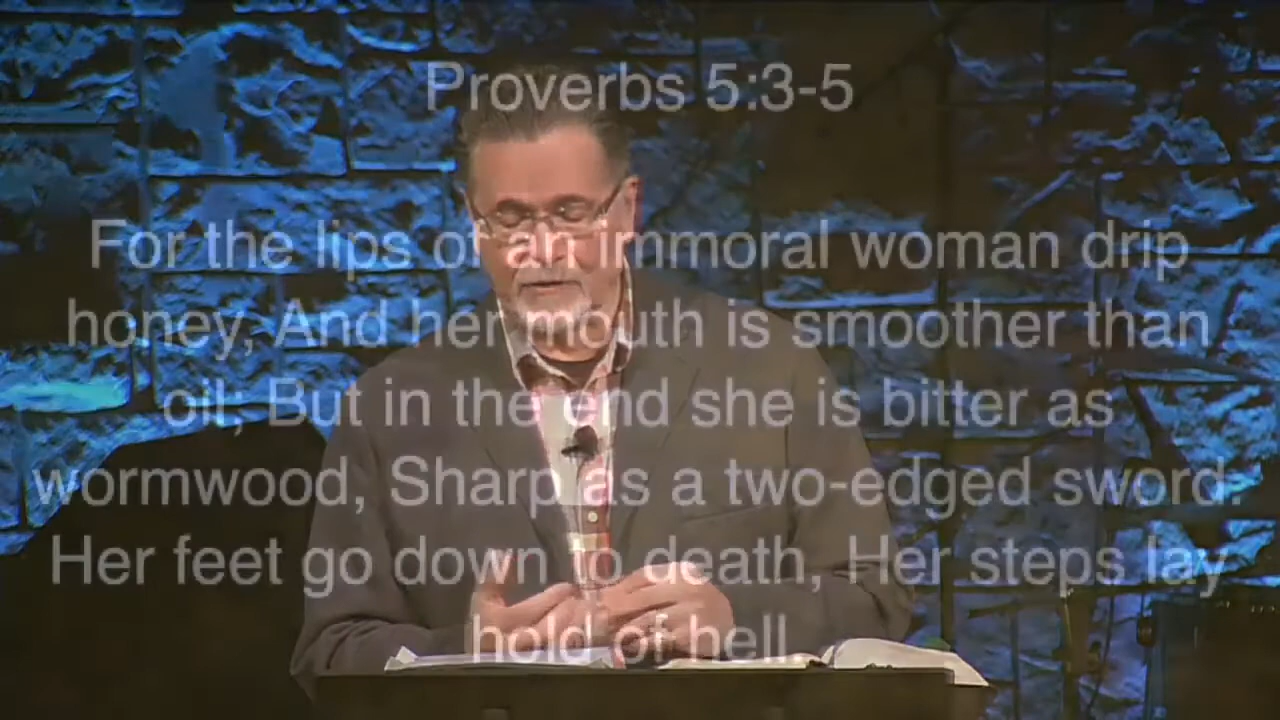 Proverbs 5:3-5
For the lips of an immoral woman drip
honey, And her mouth is smoother than
oil; But in the end she is bitter as
wormwood, Sharp as a two-edged sword.
Her feet go down to death, Her steps lay
hold of hell.